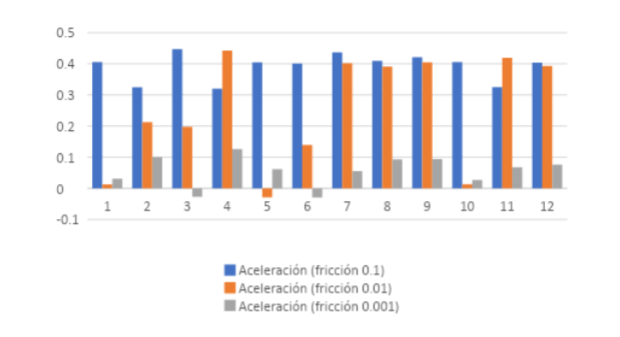 0.5
0.4
0.3
0.2
0.1
0
-0.1
1 2 3 4 5 6 7 8 9 10 11 12
Aceleración (fricción 0.1)
Aceleración (fricción 0.01)
Aceleración (fricción 0.001)